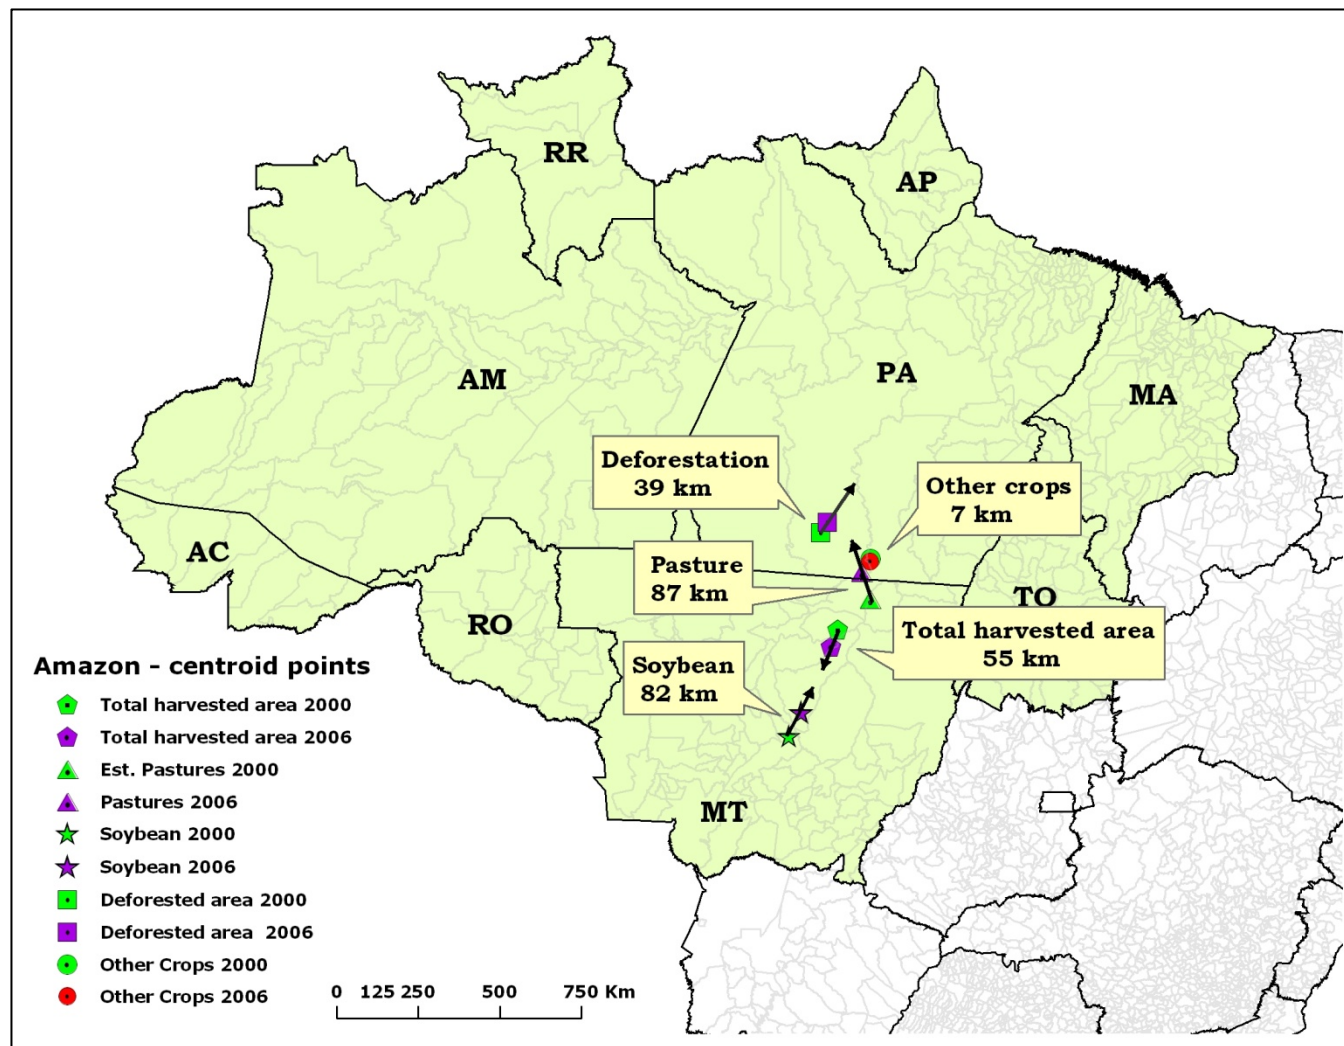 RR
AP
AM
PA
MA
Deforestation
39 km
Other crops
7 km
AC
Pasture
87 km
TO
RO
Total harvested area
55 km
Soybean
82 km
MT
Amazon - centroid points
Total harvested area 2000
Total harvested area 2006
Est. Pastures 2000
Pastures 2006
Soybean 2000
Soybean 2006
Deforested area 2000
Deforested area 2006
Other Crops 2000
Other Crops 2006
0 125 250 500 750 Km